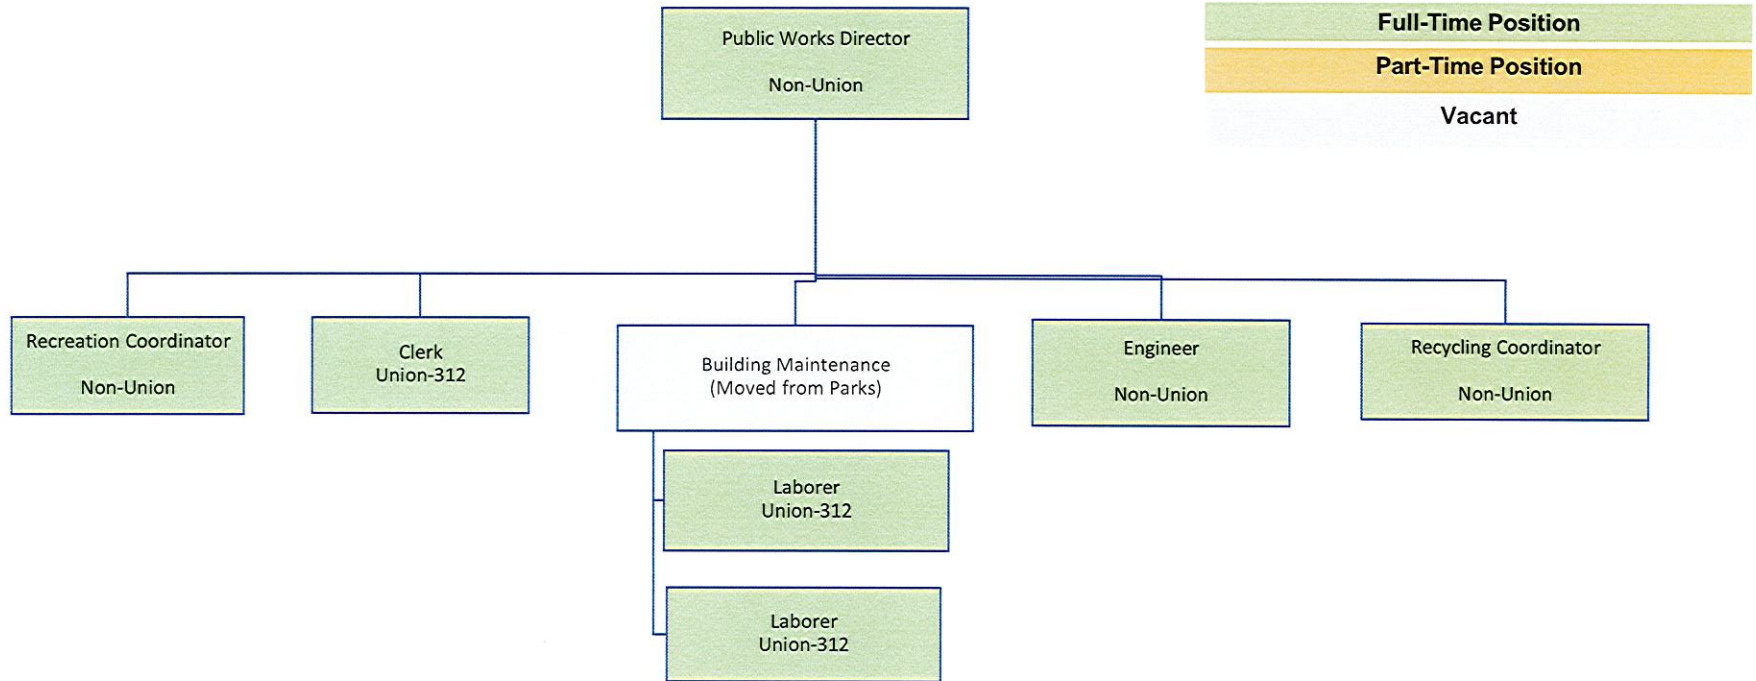 Public Works Director
Non-Union
Full-Time Position
Part-Time Position
Vacant
Recreation Coordinator
Non-Union
Clerk
Union-312
Building Maintenance
(Moved from Parks)
Engineer
Non-Union
Recycling Coordinator
Non-Union
Laborer
Union-312
Laborer
Union-312